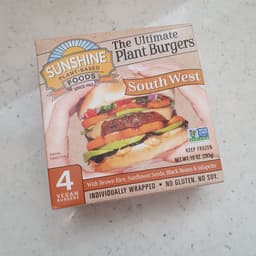 SUNSHINE
PLANT-BASED
FOODS
The Ultimate
Plant Burgers
South West
KEEP FROZEN
NET WT. 10 OZ. (283g)
4
VEGAN
BURGERS
With Brown Rice, Sunflower Seeds, Black Beans & Jalapeño
INDIVIDUALLY WRAPPED • NO GLUTEN. NO SOY.